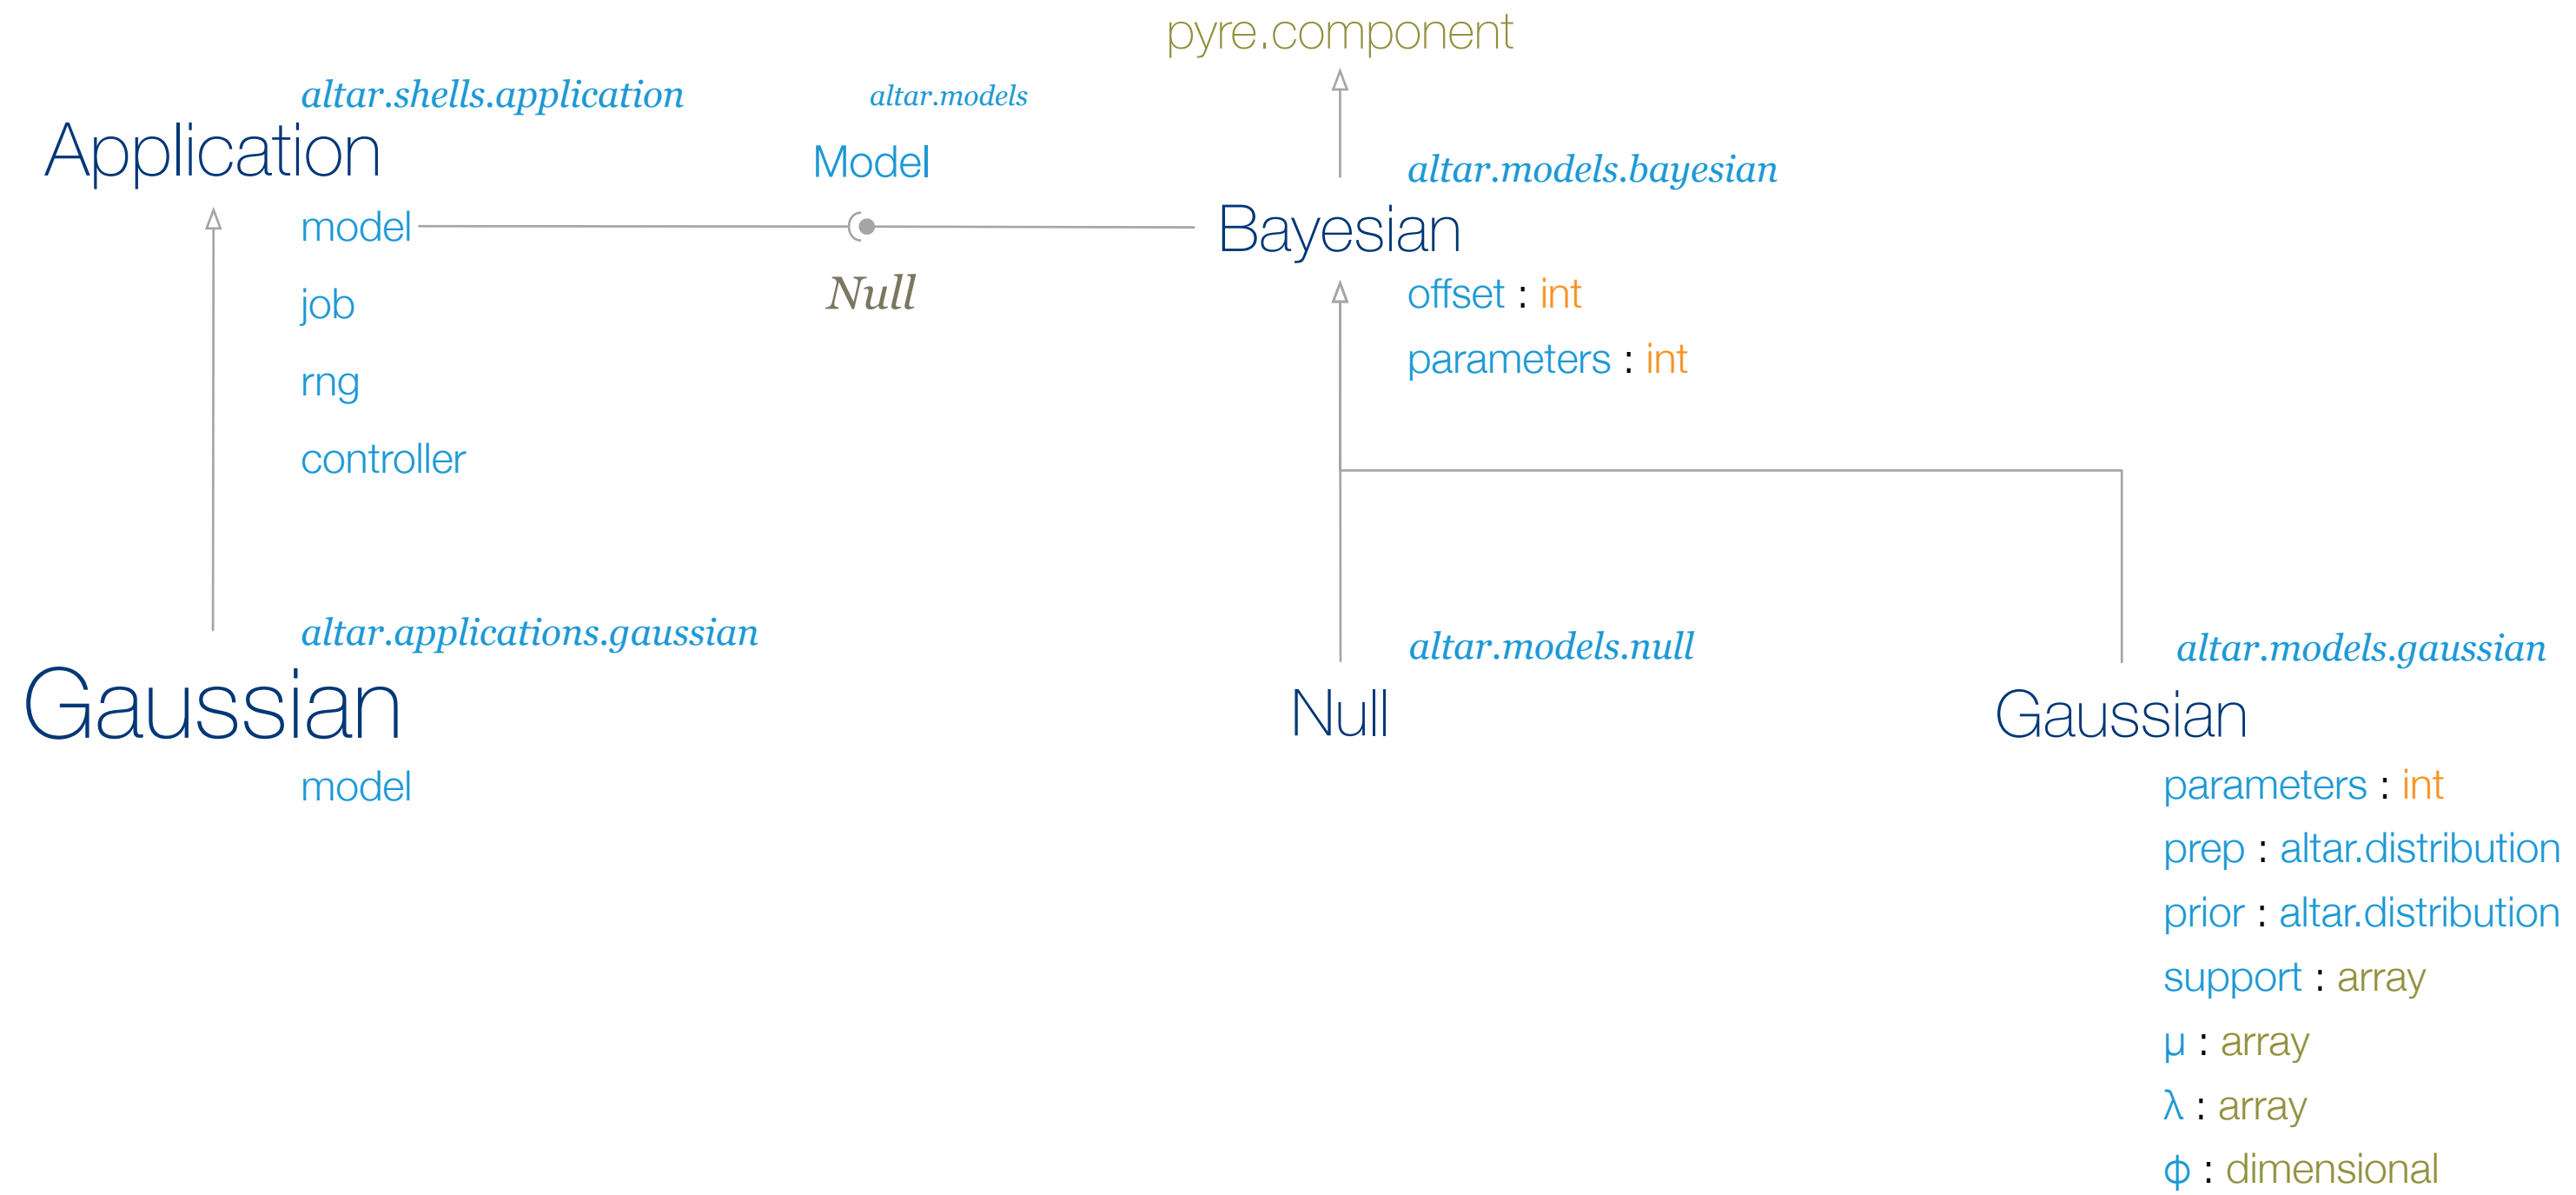 pyre.component
altar.shells.application
altar.models
Application
Model
altar.models.bayesian
model
Bayesian
Null
job
offset : int
rng
parameters : int
controller
altar.applications.gaussian
altar.models.null
altar.models.gaussian
Gaussian
Null
Gaussian
model
parameters : int
prep : altar.distribution
prior : altar.distribution
support : array
μ : array
λ : array
φ : dimensional